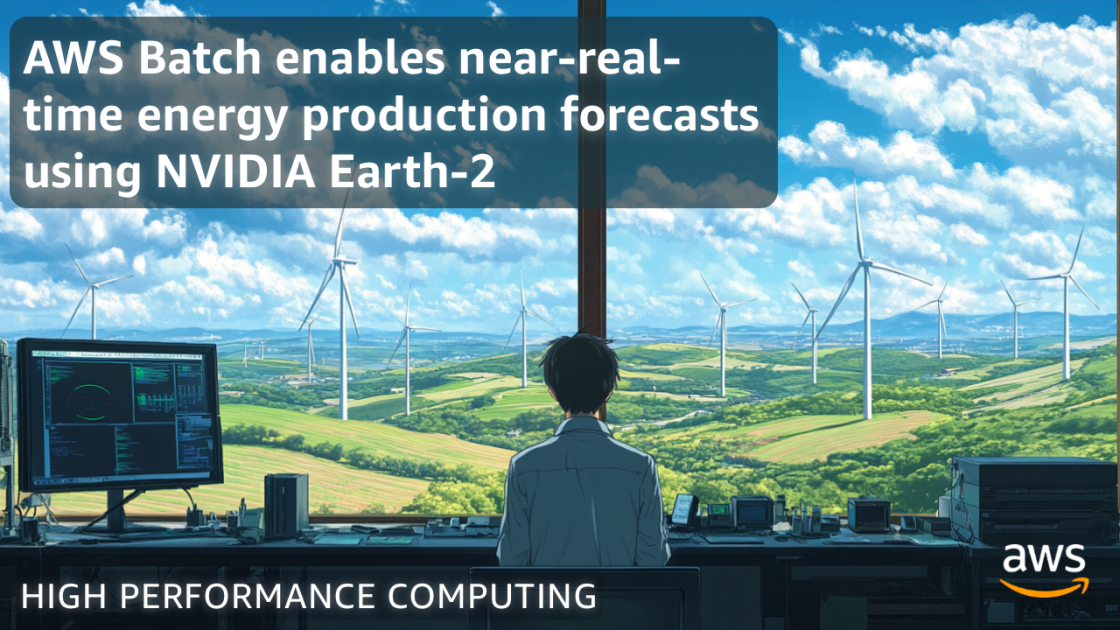 AWS Batch enables near-real-
time energy production forecasts
using NVIDIA Earth-2
HIGH PERFORMANCE COMPUTING
aws